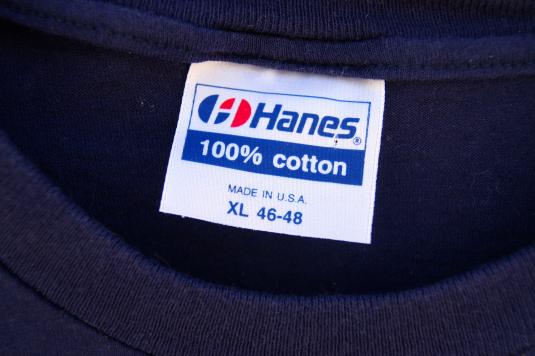 Hanes®
100% cotton
MADE IN U.S.A.
XL 46-48